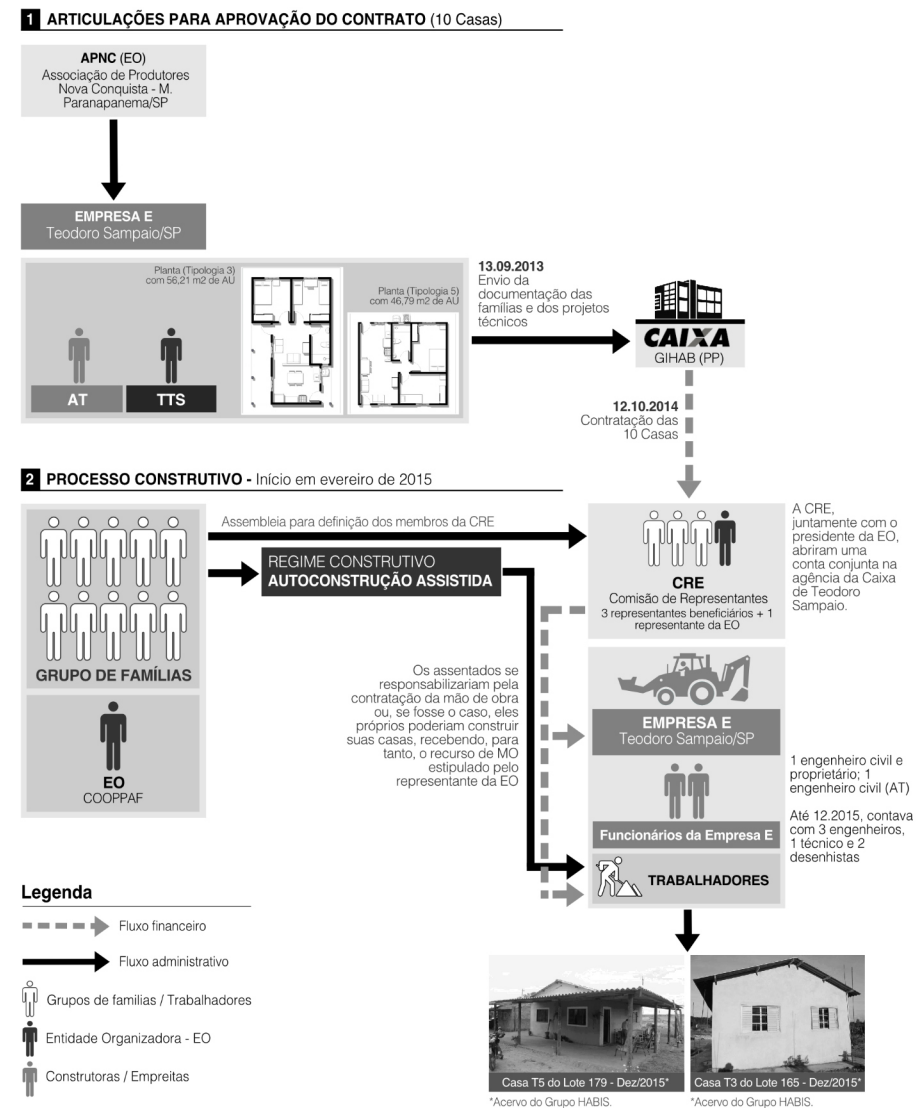 1 ARTICULAÇÕES PARA APROVAÇÃO DO CONTRATO (10 Casas)
APNC (EO)
Associação de Produtores
Nova Conquista - M.
Paranapanema/SP
EMPRESA E
Teodoro Sampaio/SP
Planta (Tipologia 3)
com 56,21 m2 de AU
Planta (Tipologia 5)
com 46,79 m2 de AU
AT
TTS
13.09.2013
Envio da
documentação das
famílias e dos projetos
técnicos
CAIXA
GIHAB (PP)
12.10.2014
Contratação das
10 Casas
2 PROCESSO CONSTRUTIVO - Início em evereiro de 2015
GRUPO DE FAMÍLIAS
EO
COOPPAF
Assembleia para definição dos membros da CRE
REGIME CONSTRUTIVO
AUTOCONSTRUÇÃO ASSISTIDA
CRE
Comisão de Representantes
3 representantes beneficiários + 1
representante da EO
A CRE,
juntamente com o
presidente da EO,
abriram uma
conta conjunta na
agência da Caixa
de Teodoro
Sampaio.
Os assentados se
responsabilizariam pela
contratação da mão de obra
ou, se fosse o caso, eles
próprios poderiam construir
suas casas, recebendo, para
tanto, o recurso de MO
estipulado pelo
representante da EO
EMPRESA E
Teodoro Sampaio/SP
Funcionários da Empresa E
1 engenheiro civil e
proprietário; 1
engenheiro civil (AT)
Até 12.2015, contava
com 3 engenheiros,
1 técnico e 2
desenhistas
TRABALHADORES
Legenda
Fluxo financeiro
Fluxo administrativo
Grupos de familias / Trabalhadores
Entidade Organizadora - EO
Construtoras / Empreitas
Casa T5 do Lote 179 - Dez/2015*
*Acervo do Grupo HABIS.
Casa T3 do Lote 165 - Dez/2015*
*Acervo do Grupo HABIS.